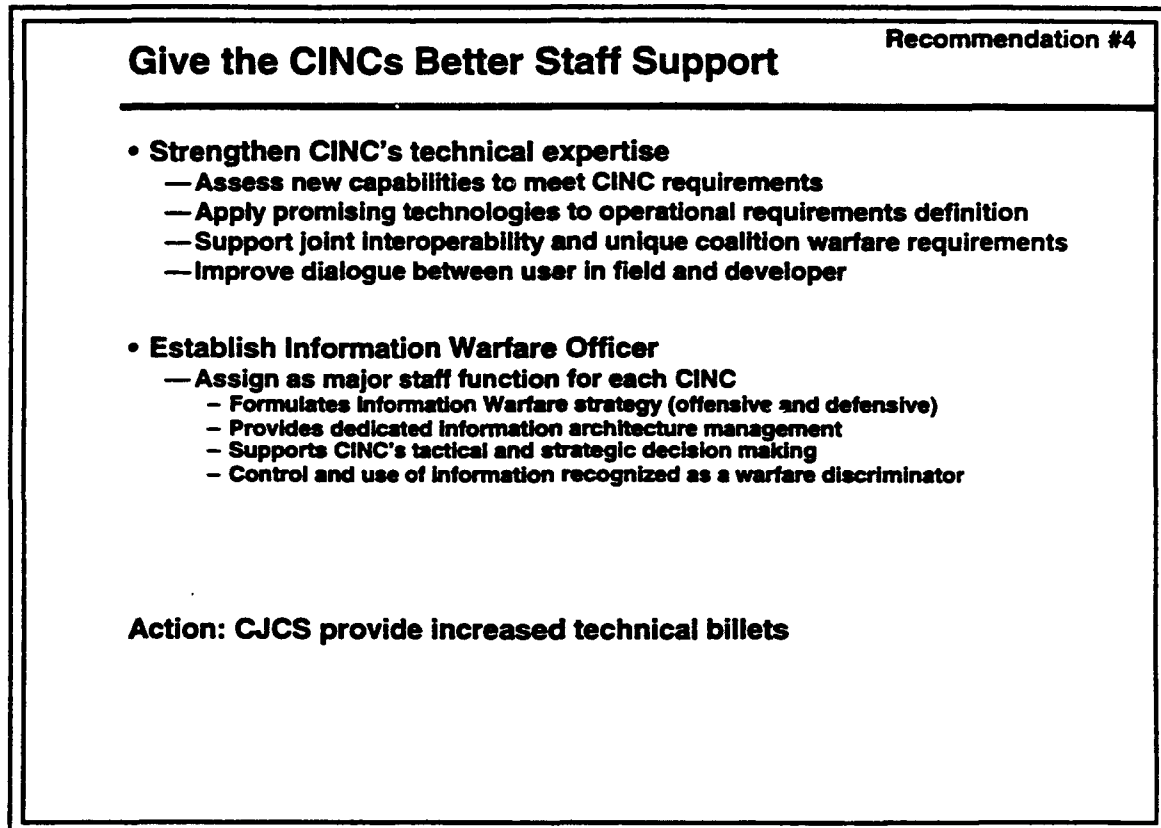 Recommendation #4
Give the CINCs Better Staff Support
• Strengthen CINC's technical expertise
—Assess new capabilities to meet CINC requirements
—Apply promising technologies to operational requirements definition
—Support joint interoperability and unique coalition warfare requirements
—Improve dialogue between user in field and developer
• Establish Information Warfare Officer
—Assign as major staff function for each CINC
– Formulates Information Warfare strategy (offensive and defensive)
– Provides dedicated information architecture management
– Supports CINC's tactical and strategic decision making
– Control and use of information recognized as a warfare discriminator
Action: CJCS provide increased technical billets